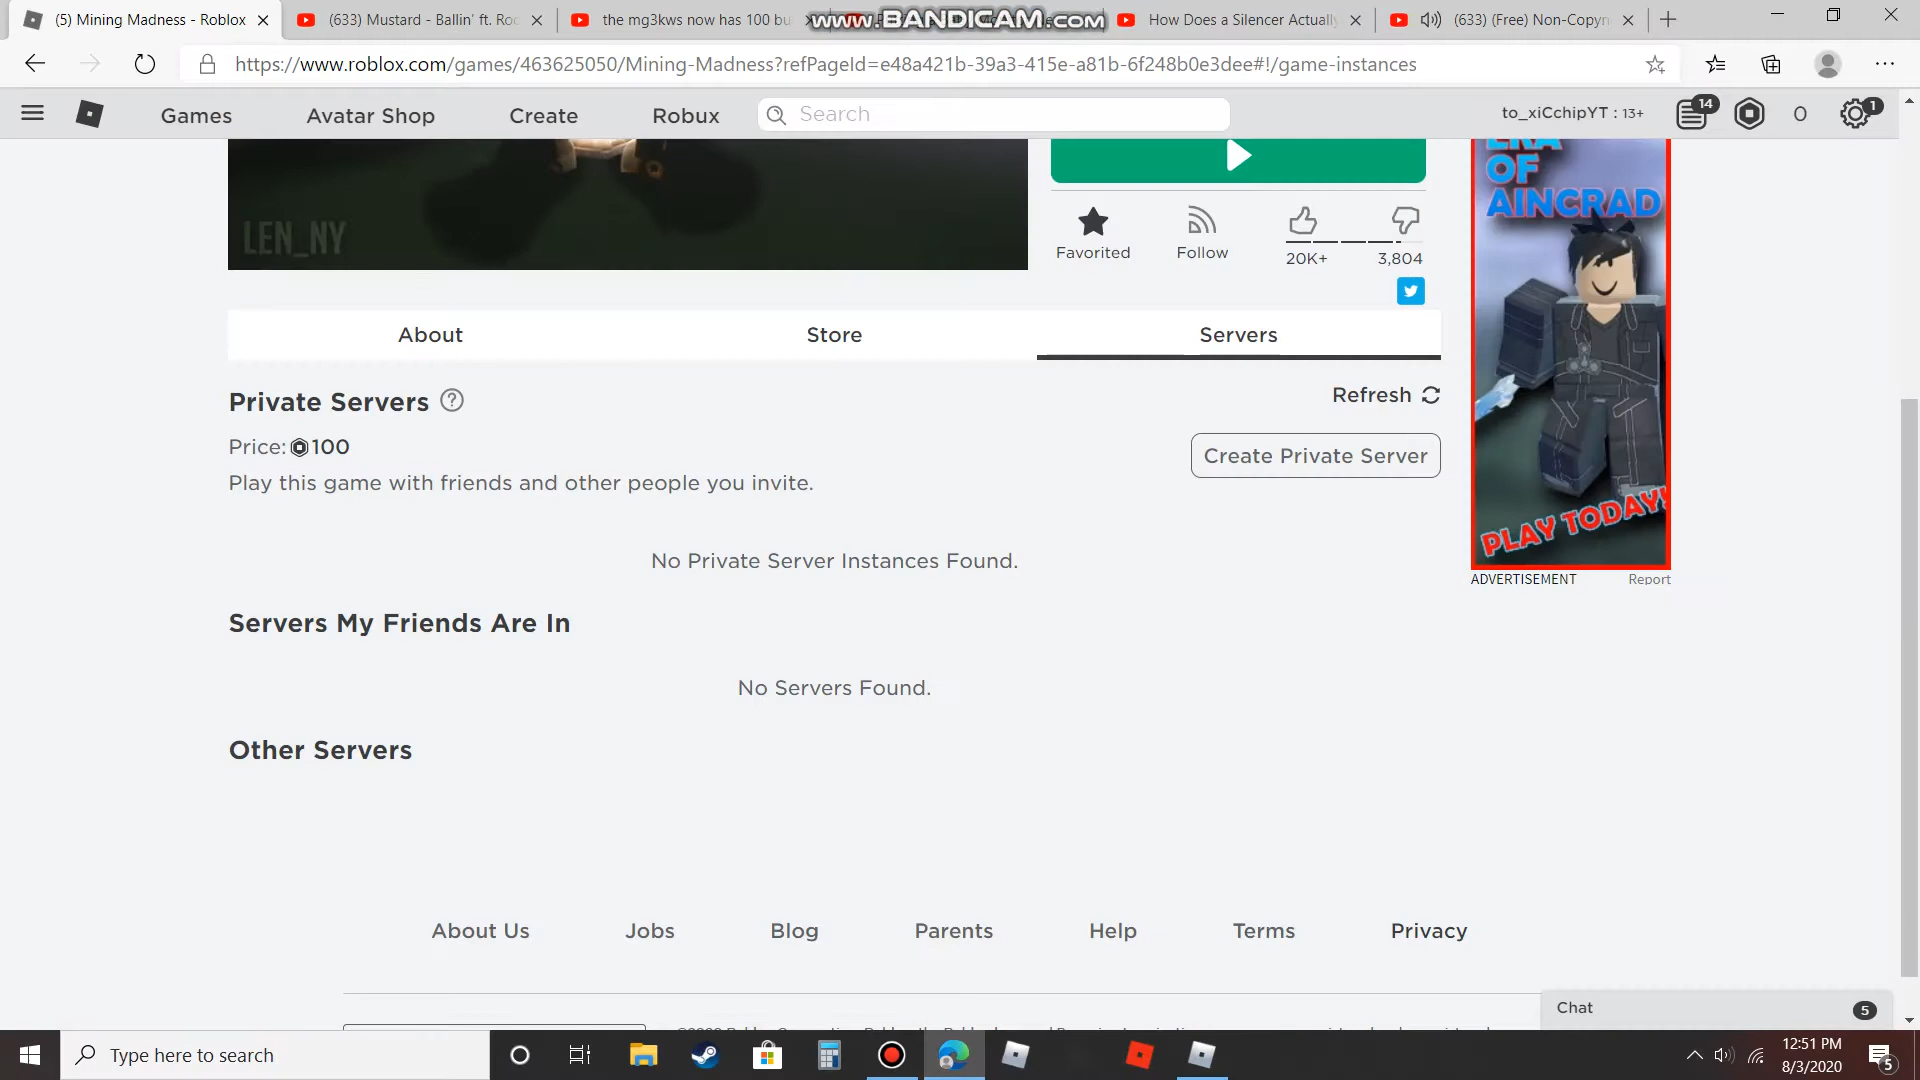 (5) Mining Madness - Roblox
(633) Mustard - Ballin' ft. Ro
the mg3kws now has 100 bu
www.BANDICAM.com
How Does a Silencer Actually
(633) (Free) Non-Copyr
https://www.roblox.com/games/463625050/Mining-Madness?refPageId=e48a421b-39a3-415e-a81b-6f248b0e3dee#!/game-instances
Games
Avatar Shop
Create
Robux
Search
to_xiCchipYT : 13+
14
0
1
LEN_NY
Favorited
Follow
20K+
3,804
ERA
OF
AINCRAD
PLAY TODAY!
ADVERTISEMENT
Report
About
Store
Servers
Private Servers
Refresh
Price: 100
Create Private Server
Play this game with friends and other people you invite.
No Private Server Instances Found.
Servers My Friends Are In
No Servers Found.
Other Servers
About Us
Jobs
Blog
Parents
Help
Terms
Privacy
Chat
5
Type here to search
12:51 PM
8/3/2020
5